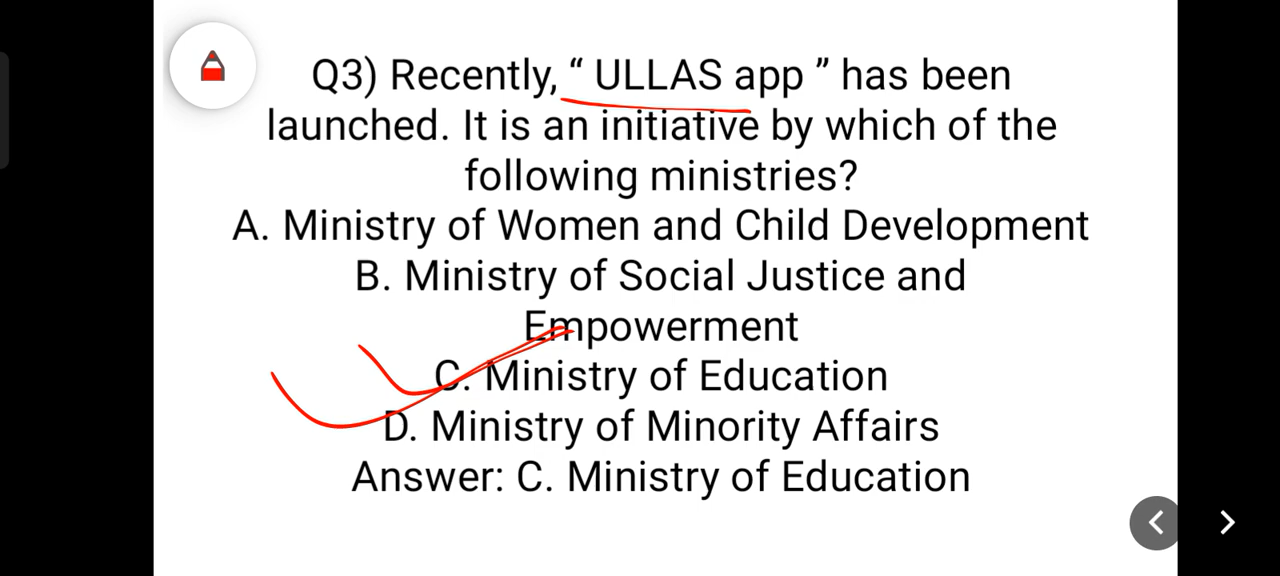 Q3) Recently, “ ULLAS app ” has been
launched. It is an initiative by which of the
following ministries?
A. Ministry of Women and Child Development
B. Ministry of Social Justice and
Empowerment
C. Ministry of Education
D. Ministry of Minority Affairs
Answer: C. Ministry of Education